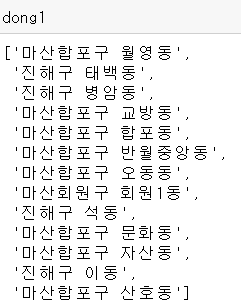 dong1
['마산합포구 월영동',
'진해구 태백동',
'진해구 병암동',
'마산합포구 교방동',
'마산합포구 합포동',
'마산합포구 반월중앙동',
'마산합포구 오동동',
'마산회원구 회원1동',
'진해구 석동',
'마산합포구 문화동',
'마산합포구 자산동',
'진해구 이동',
'마산합포구 산호동']